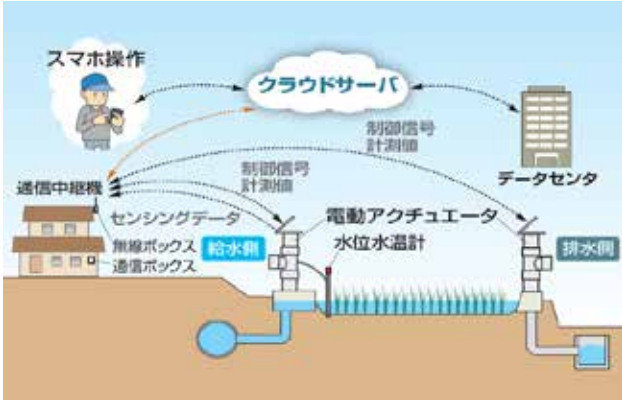 スマホ操作
クラウドサーバ
データセンタ
制御信号
計測値
制御信号
計測値
通信中継機
センシングデータ
無線ボックス
通信ボックス
給水側
電動アクチュエータ
水位水温計
排水側